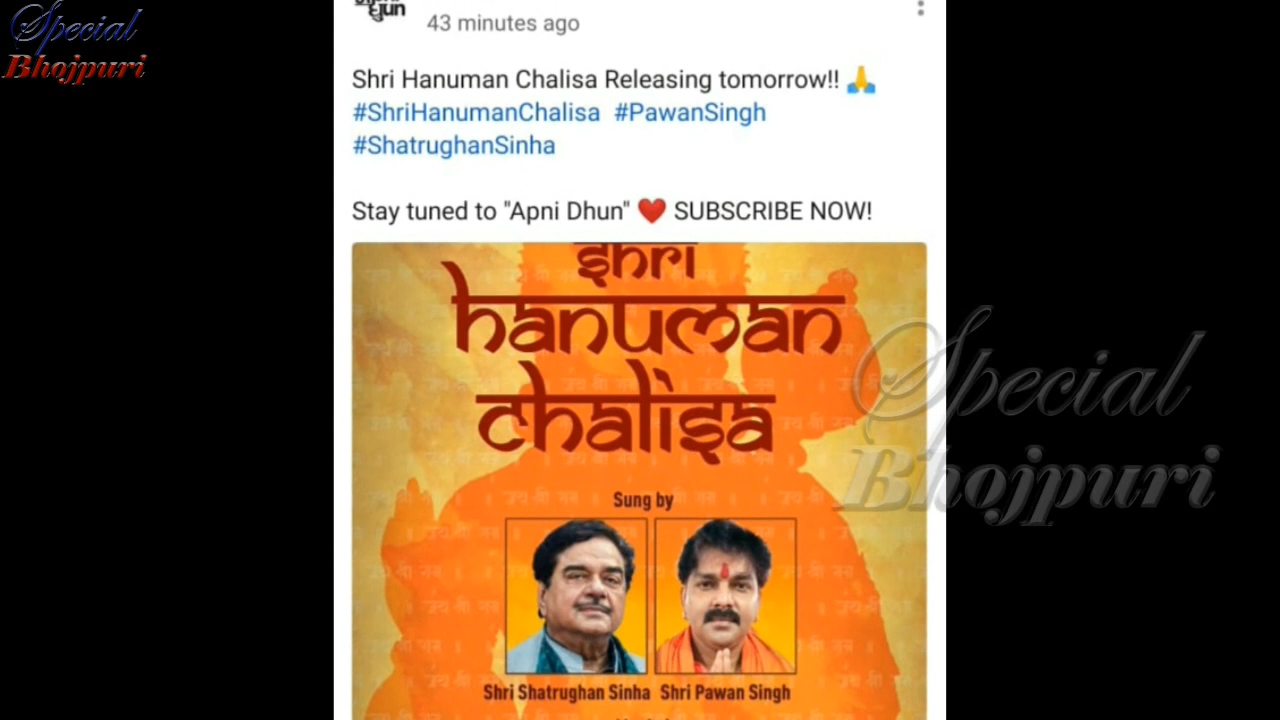 Special
Bhojpuri
Dhun
43 minutes ago
Shri Hanuman Chalisa Releasing tomorrow!! 🙏
#ShriHanumanChalisa #PawanSingh
#ShatrughanSinha
Stay tuned to "Apni Dhun" ❤️ SUBSCRIBE NOW!
shri
hanuman
chalisa
Sung by
Shri Shatrughan Sinha Shri Pawan Singh
Special
Bhojpuri